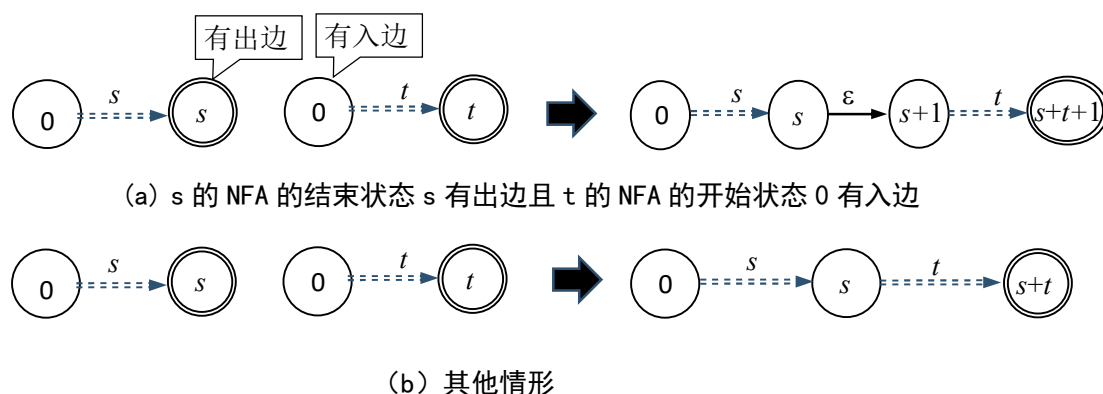 有出边 有入边
s t s ε t
0 s 0 t 0 s s+1 s+t+1
(a) s 的 NFA 的结束状态 s 有出边且 t 的 NFA 的开始状态 0 有入边
s t s t
0 s 0 t 0 s s+t
(b) 其他情形